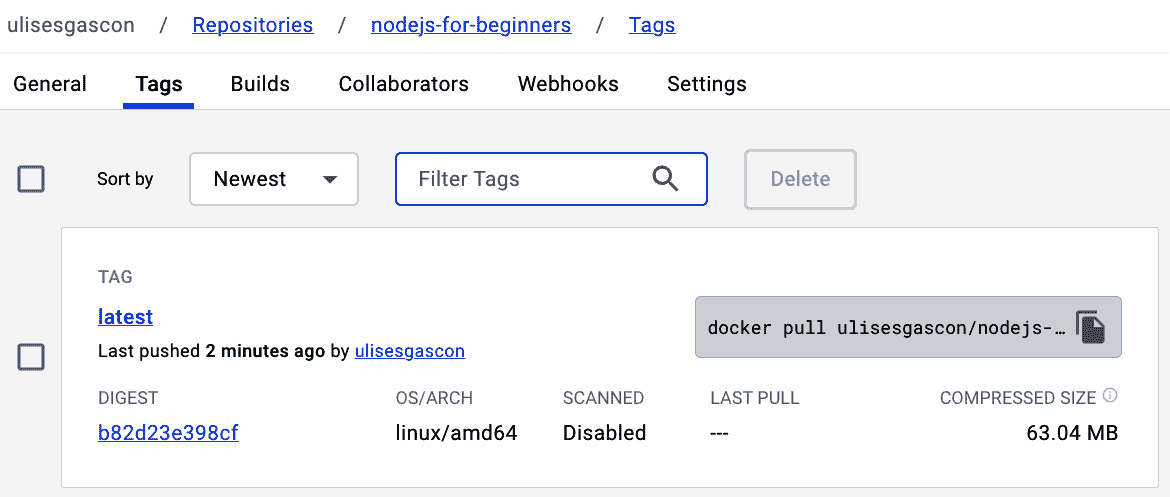 ulisesgascon / Repositories / nodejs-for-beginners / Tags
General Tags Builds Collaborators Webhooks Settings
Sort by Newest Filter Tags Delete
TAG
latest
docker pull ulisesgascon/nodejs-…
Last pushed 2 minutes ago by ulisesgascon
DIGEST OS/ARCH SCANNED LAST PULL COMPRESSED SIZE
b82d23e398cf linux/amd64 Disabled --- 63.04 MB